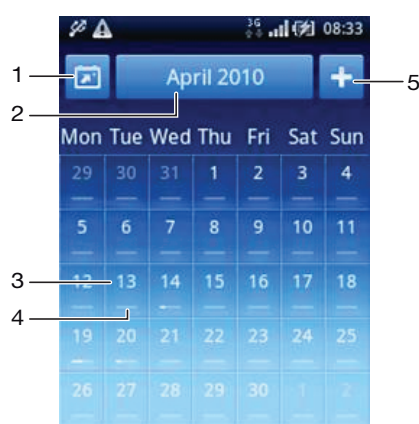 3G 08:33
1 April 2010 5
2
Mon Tue Wed Thu Fri Sat Sun
29 30 31 1 2 3 4
5 6 7 8 9 10 11
3 12 13 14 15 16 17 18
4
19 20 21 22 23 24 25
26 27 28 29 30 1 2